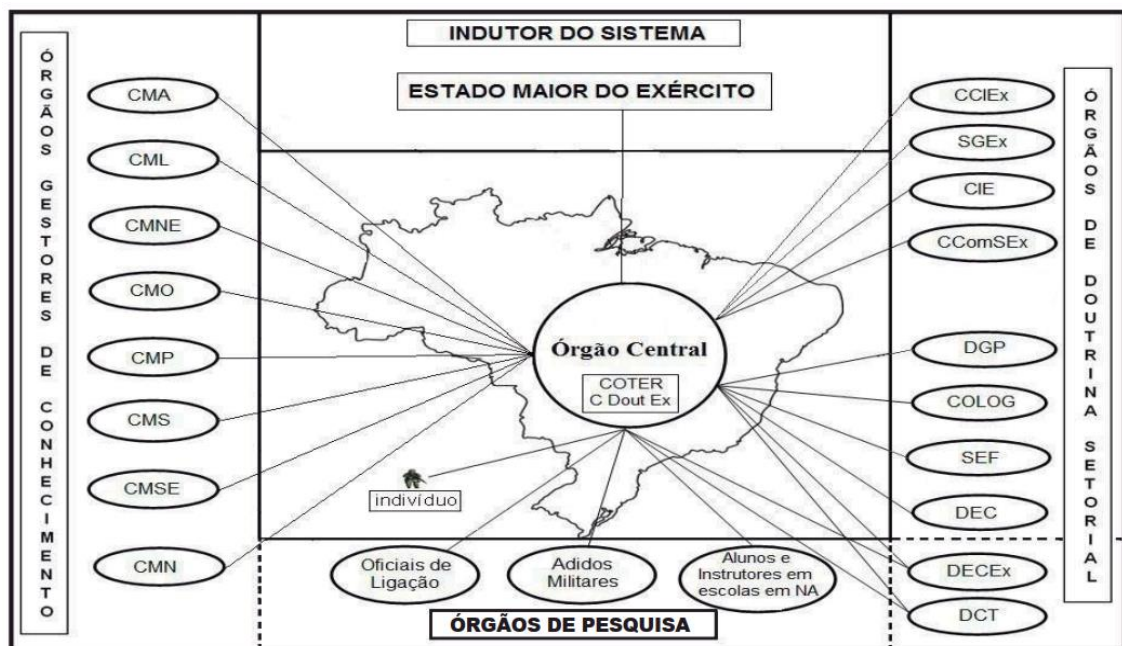 INDUTOR DO SISTEMA
ESTADO MAIOR DO EXÉRCITO
ÓRGÃOS GESTORES DE CONHECIMENTO
CMA
CML
CMNE
CMO
CMP
CMS
CMSE
CMN
Órgão Central
COTER
C Dout Ex
indivíduo
Oficiais de
Ligação
Adidos
Militares
Alunos e
Instrutores em
escolas em NA
ÓRGÃOS DE PESQUISA
CCIEx
SGEx
CIE
CComSEx
DGP
COLOG
SEF
DEC
DECEx
DCT
ÓRGÃOS DE DOUTRINA SETORIAL